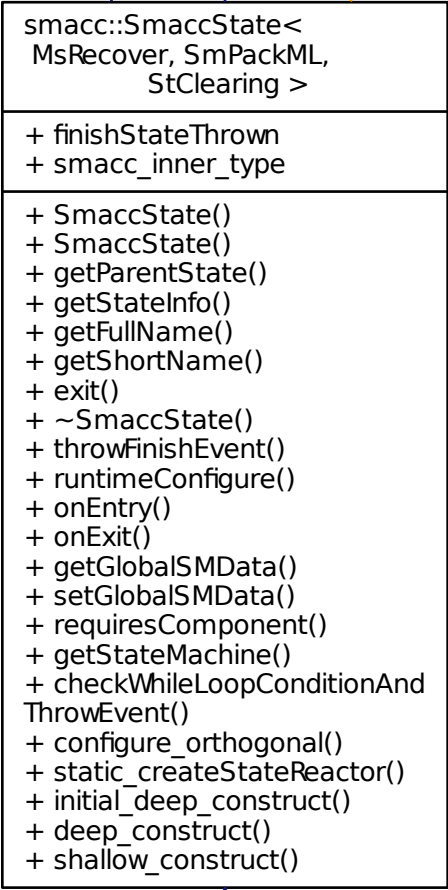 smacc::SmaccState<
MsRecover, SmPackML,
StClearing >
+ finishStateThrown
+ smacc_inner_type
+ SmaccState()
+ SmaccState()
+ getParentState()
+ getStateInfo()
+ getFullName()
+ getShortName()
+ exit()
+ ~SmaccState()
+ throwFinishEvent()
+ runtimeConfigure()
+ onEntry()
+ onExit()
+ getGlobalSMData()
+ setGlobalSMData()
+ requiresComponent()
+ getStateMachine()
+ checkWhileLoopConditionAnd
ThrowEvent()
+ configure_orthogonal()
+ static_createStateReactor()
+ initial_deep_construct()
+ deep_construct()
+ shallow_construct()